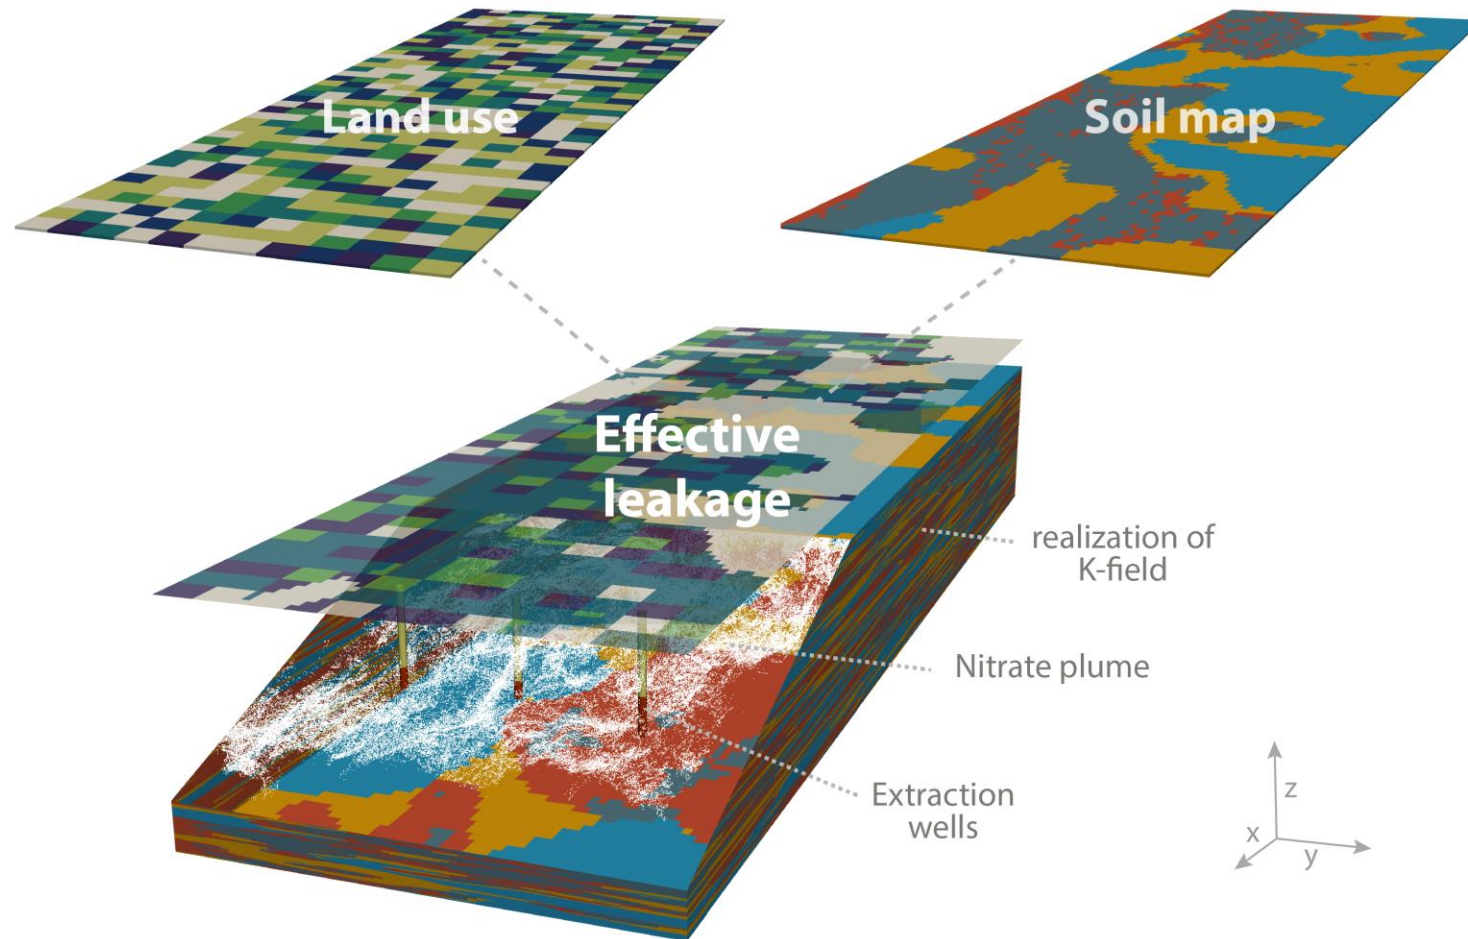 Land use
Soil map
Effective
leakage
realization of
K-field
Nitrate plume
Extraction
wells
z
x
y